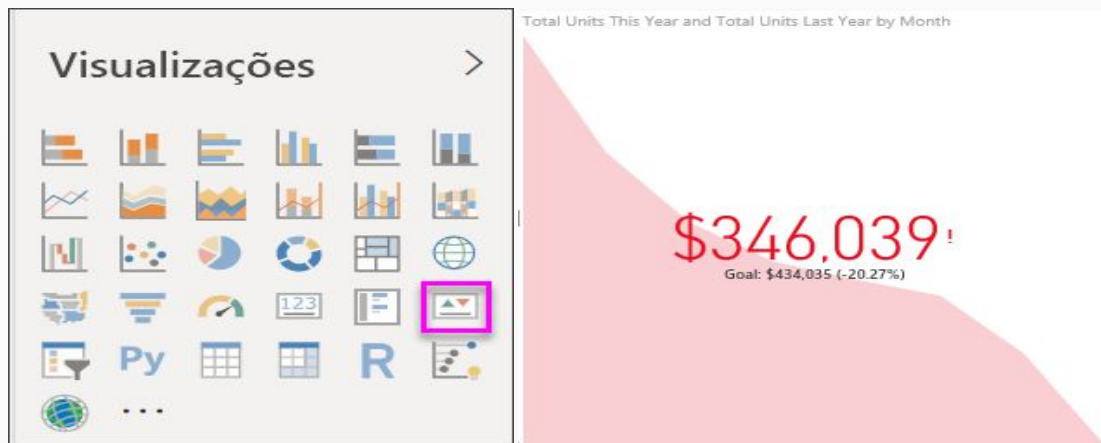 Visualizações
123
Py
R
Total Units This Year and Total Units Last Year by Month
$346,039!
Goal: $434,035 (-20.27%)